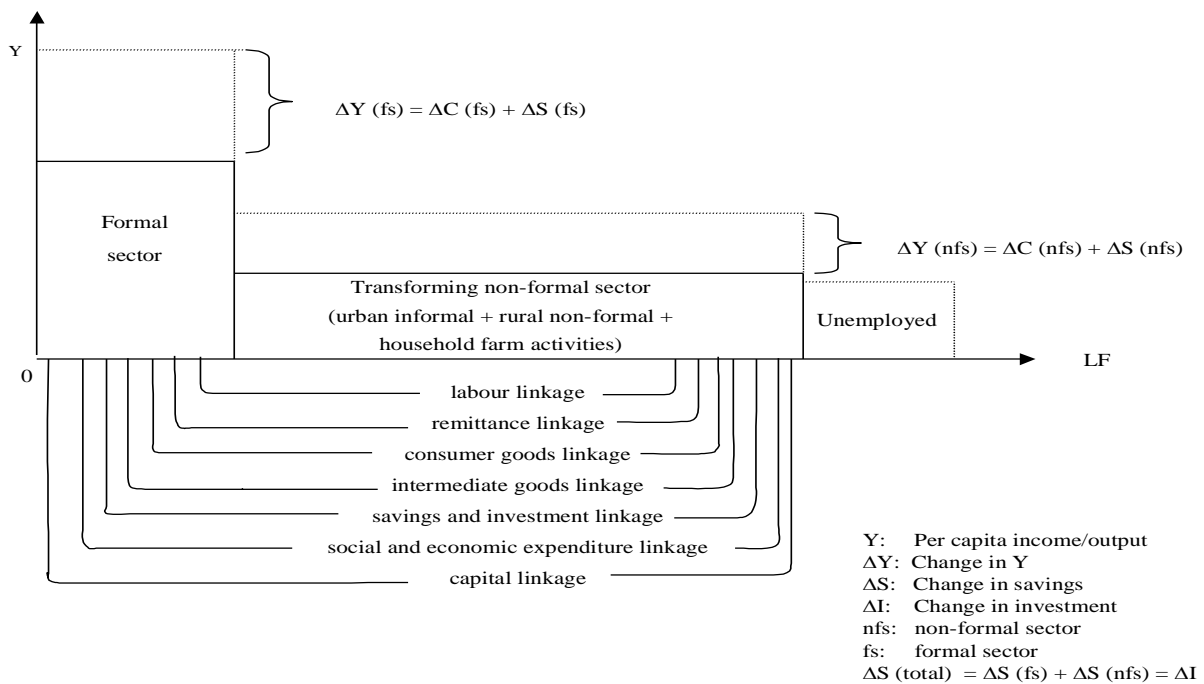 Y
ΔY (fs) = ΔC (fs) + ΔS (fs)
Formal
sector
ΔY (nfs) = ΔC (nfs) + ΔS (nfs)
Transforming non-formal sector
(urban informal + rural non-formal +
household farm activities)
Unemployed
0
LF
labour linkage
remittance linkage
consumer goods linkage
intermediate goods linkage
savings and investment linkage
social and economic expenditure linkage
capital linkage
Y: Per capita income/output
ΔY: Change in Y
ΔS: Change in savings
ΔI: Change in investment
nfs: non-formal sector
fs: formal sector
ΔS (total) = ΔS (fs) + ΔS (nfs) = ΔI